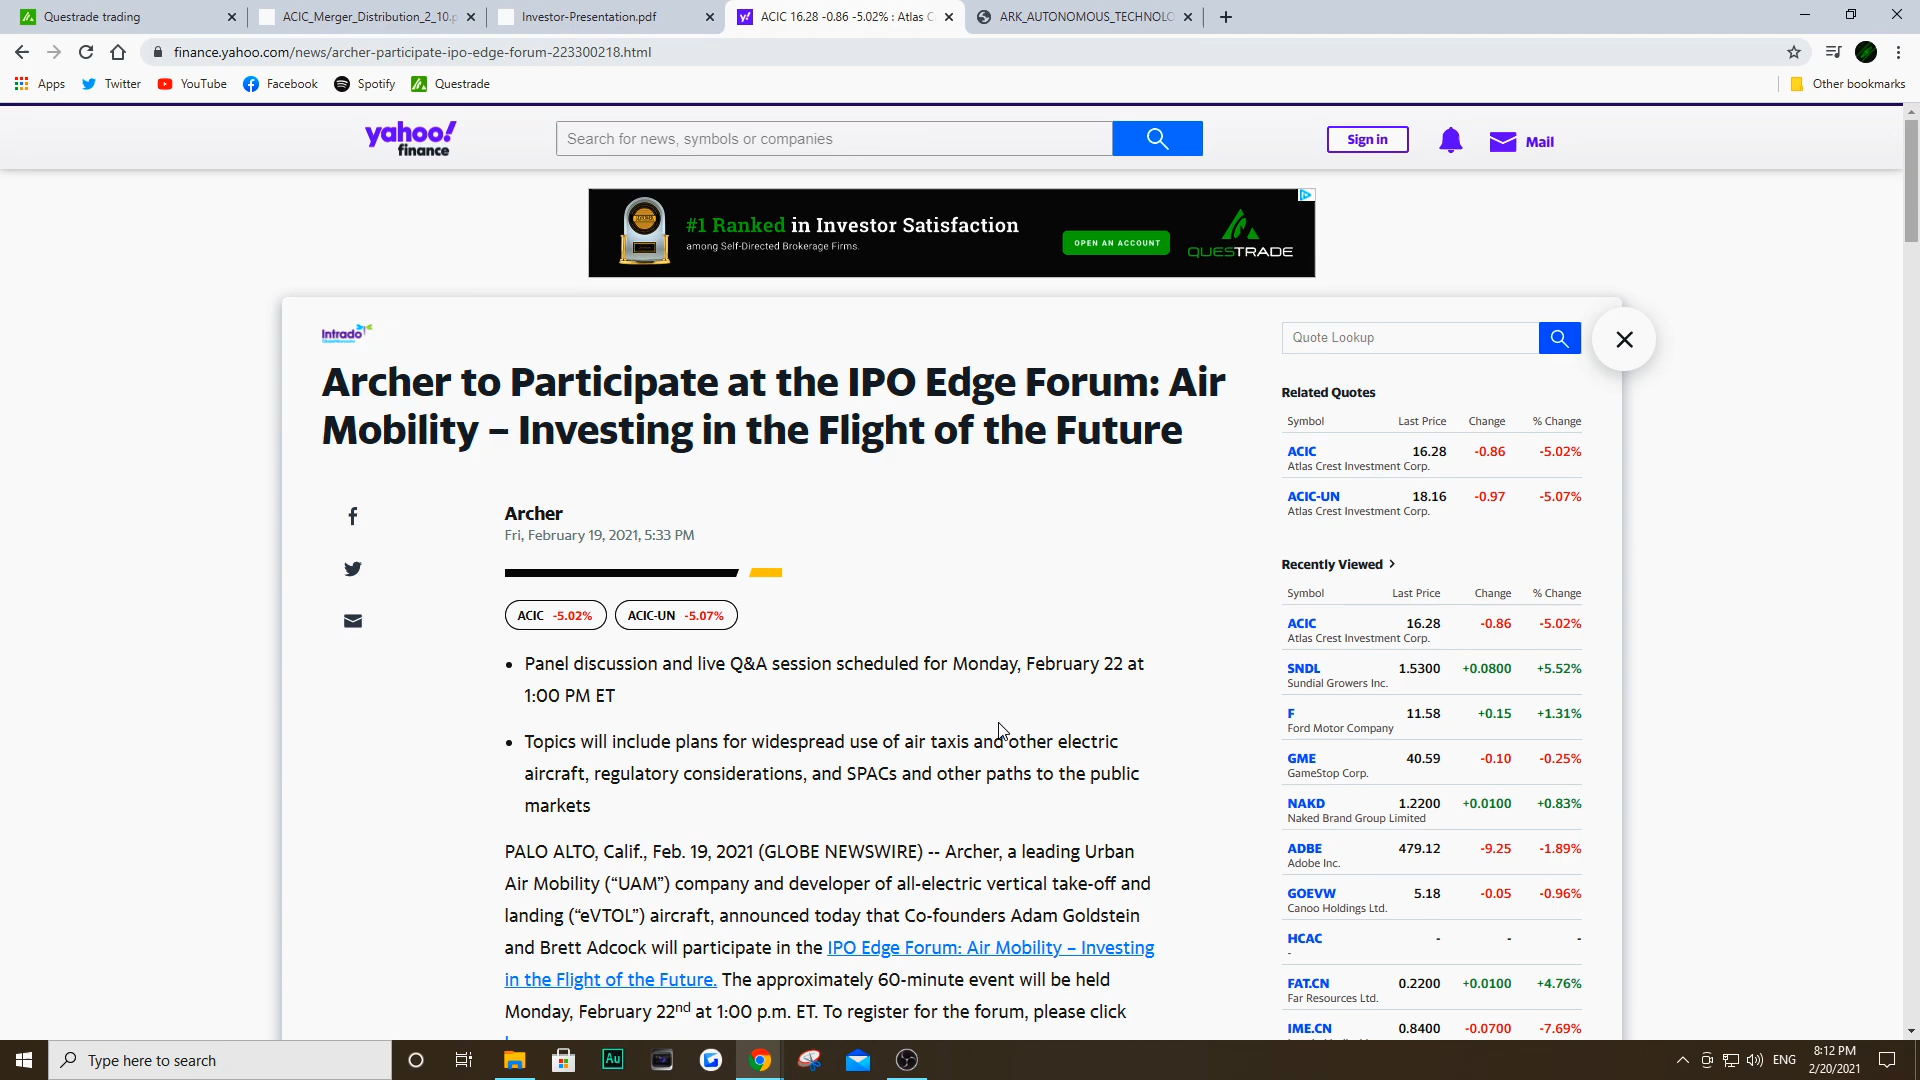 Questrade trading
ACIC_Merger_Distribution_2_10.p
Investor-Presentation.pdf
ACIC 16.28 -0.86 -5.02% : Atlas C
ARK_AUTONOMOUS_TECHNOLO
finance.yahoo.com/news/archer-participate-ipo-edge-forum-223300218.html
Apps
Twitter
YouTube
Facebook
Spotify
Questrade
Other bookmarks
yahoo!
finance
Search for news, symbols or companies
Sign in
Mail
#1 Ranked in Investor Satisfaction
among Self-Directed Brokerage Firms.
OPEN AN ACCOUNT
QUESTRADE
Intrado
Archer to Participate at the IPO Edge Forum: Air
Mobility – Investing in the Flight of the Future
Archer
Fri, February 19, 2021, 5:33 PM
ACIC -5.02%
ACIC-UN -5.07%
• Panel discussion and live Q&A session scheduled for Monday, February 22 at
1:00 PM ET
• Topics will include plans for widespread use of air taxis and other electric
aircraft, regulatory considerations, and SPACs and other paths to the public
markets
PALO ALTO, Calif., Feb. 19, 2021 (GLOBE NEWSWIRE) -- Archer, a leading Urban
Air Mobility (“UAM”) company and developer of all-electric vertical take-off and
landing (“eVTOL”) aircraft, announced today that Co-founders Adam Goldstein
and Brett Adcock will participate in the IPO Edge Forum: Air Mobility – Investing
in the Flight of the Future. The approximately 60-minute event will be held
Monday, February 22nd at 1:00 p.m. ET. To register for the forum, please click
Quote Lookup
Related Quotes
Symbol Last Price Change % Change
ACIC 16.28 -0.86 -5.02%
Atlas Crest Investment Corp.
ACIC-UN 18.16 -0.97 -5.07%
Atlas Crest Investment Corp.
Recently Viewed >
Symbol Last Price Change % Change
ACIC 16.28 -0.86 -5.02%
Atlas Crest Investment Corp.
SNDL 1.5300 +0.0800 +5.52%
Sundial Growers Inc.
F 11.58 +0.15 +1.31%
Ford Motor Company
GME 40.59 -0.10 -0.25%
GameStop Corp.
NAKD 1.2200 +0.0100 +0.83%
Naked Brand Group Limited
ADBE 479.12 -9.25 -1.89%
Adobe Inc.
GOEVW 5.18 -0.05 -0.96%
Canoo Holdings Ltd.
HCAC - - -
-
FAT.CN 0.2200 +0.0100 +4.76%
Far Resources Ltd.
IME.CN 0.8400 -0.0700 -7.69%
Type here to search
Au
ENG
8:12 PM
2/20/2021